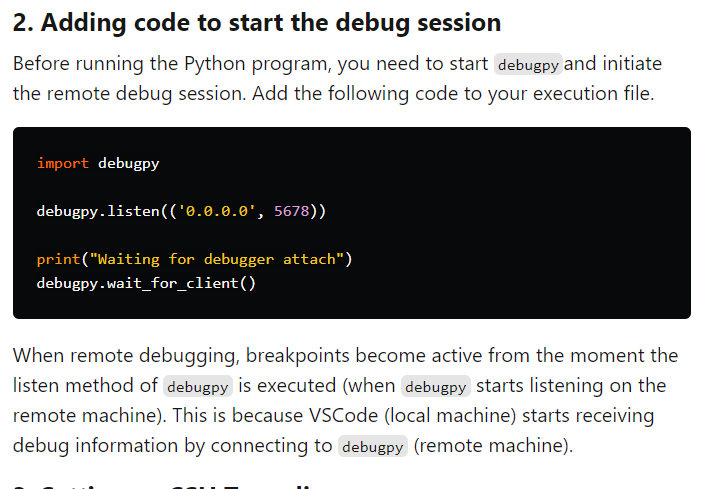 2. Adding code to start the debug session
Before running the Python program, you need to start debugpy and initiate
the remote debug session. Add the following code to your execution file.
import debugpy
debugpy.listen(('0.0.0.0', 5678))
print("Waiting for debugger attach")
debugpy.wait_for_client()
When remote debugging, breakpoints become active from the moment the
listen method of debugpy is executed (when debugpy starts listening on the
remote machine). This is because VSCode (local machine) starts receiving
debug information by connecting to debugpy (remote machine).